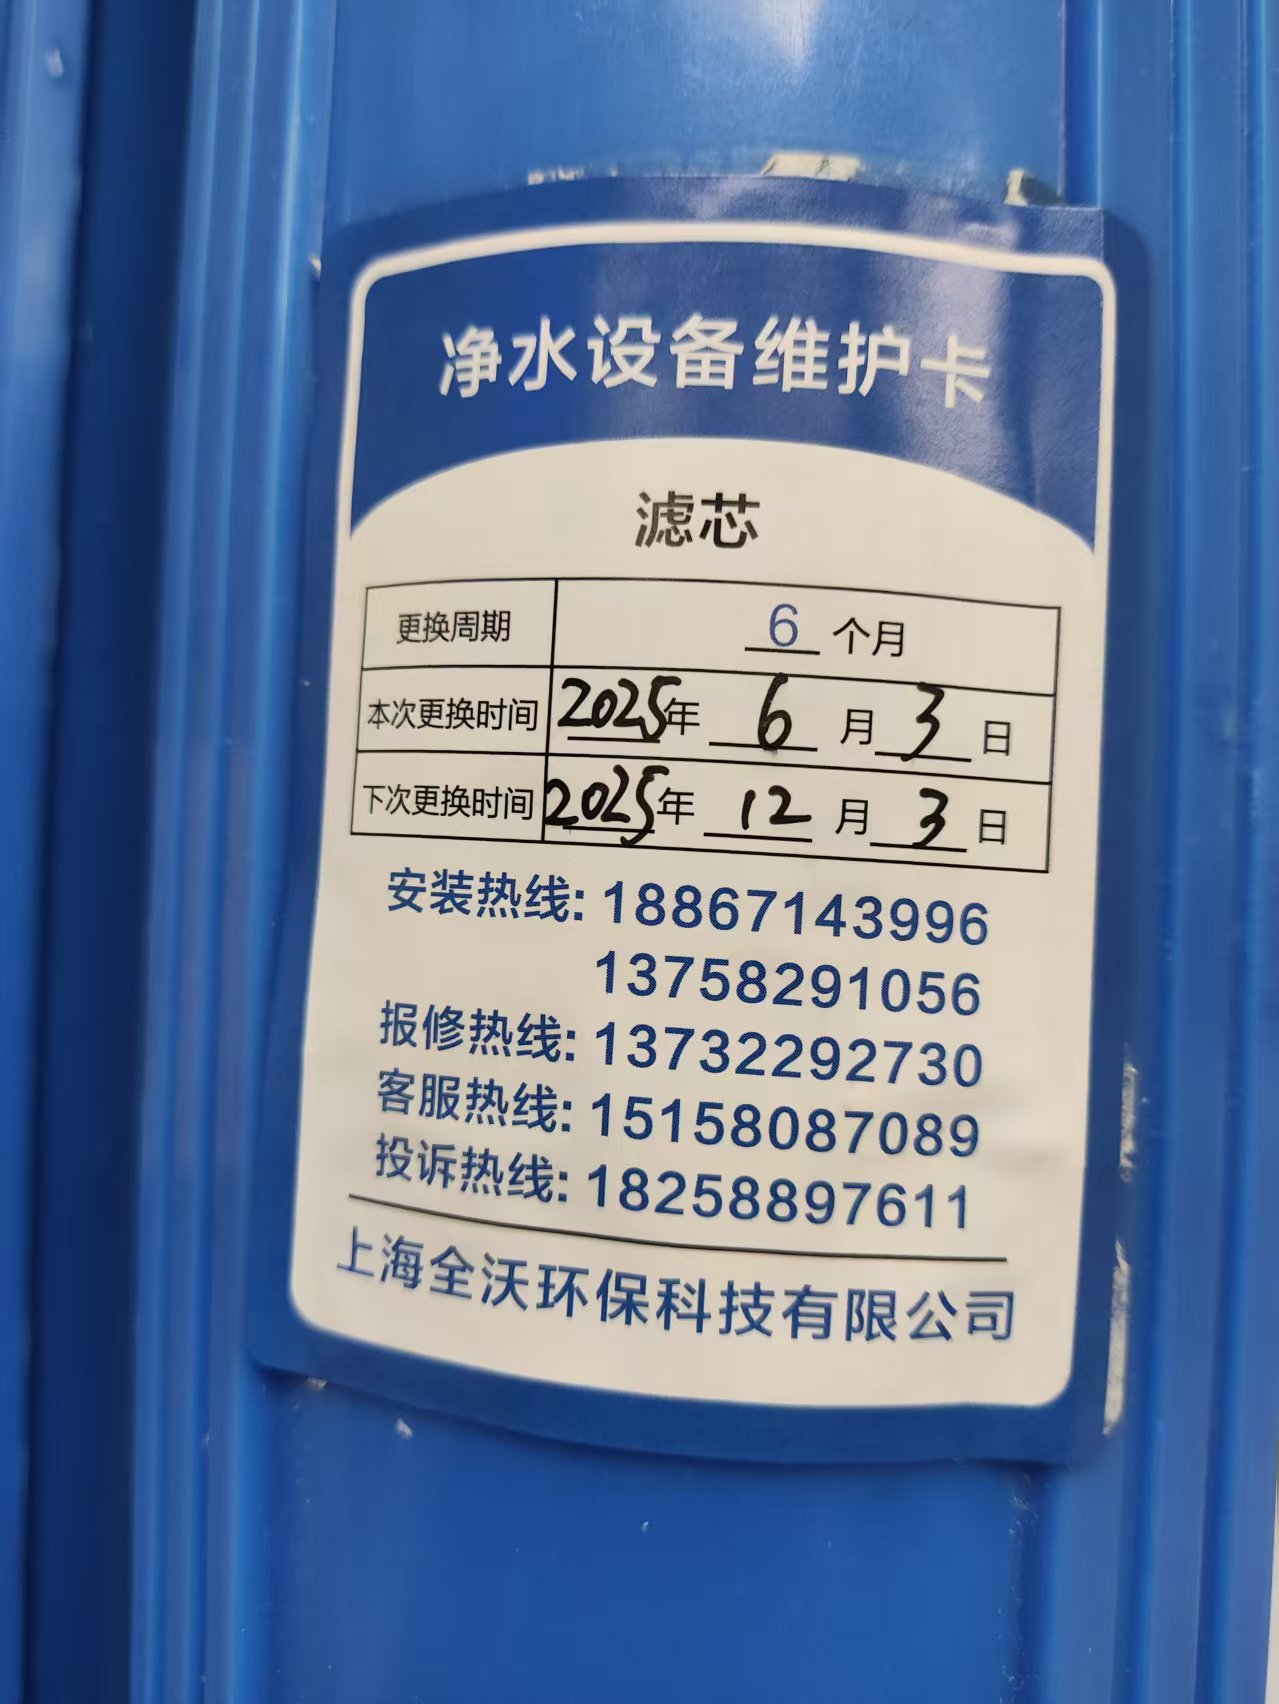 净水设备维护卡
滤芯
更换周期 6 个月
本次更换时间 2025年 6 月 3 日
下次更换时间 2025年 12 月 3 日
安装热线: 18867143996
13758291056
报修热线: 13732292730
客服热线: 15158087089
投诉热线: 18258897611
上海全沃环保科技有限公司